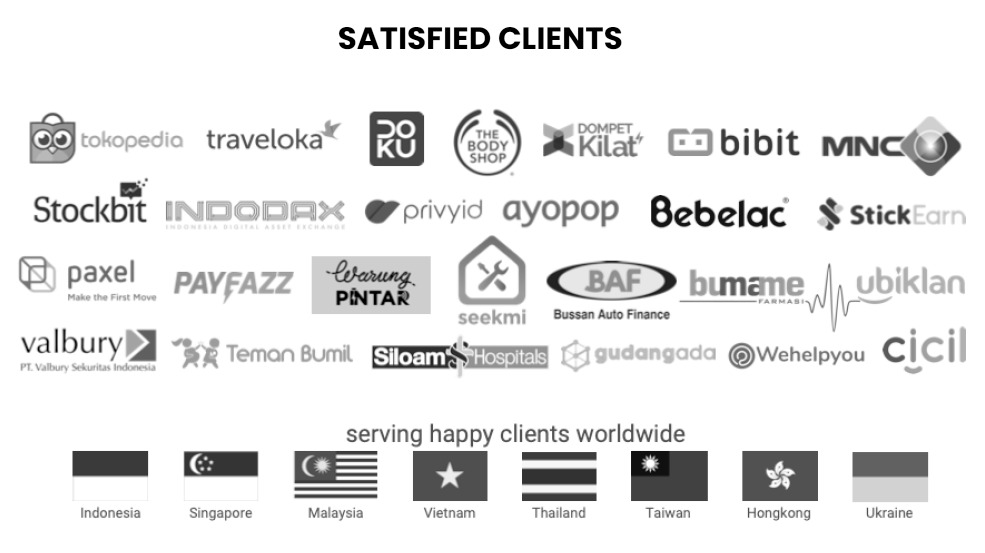 SATISFIED CLIENTS
tokopedia
traveloka
DO
KU
THE
BODY
SHOP
DOMPET
Kilat
bibit
MNC
Stockbit
INDODAX
INDONESIA DIGITAL ASSET EXCHANGE
privyid
ayopop
Bebelac
StickEarn
paxel
Make the First Move
PAYFAZZ
Warung
PINTAR
seekmi
BAF
Bussan Auto Finance
bumame
FARMASI
ubiklan
valbury
PT. Valbury Sekuritas Indonesia
Teman Bumil
Siloam Hospitals
gudangada
Wehelpyou
cicil
serving happy clients worldwide
Indonesia
Singapore
Malaysia
Vietnam
Thailand
Taiwan
Hongkong
Ukraine